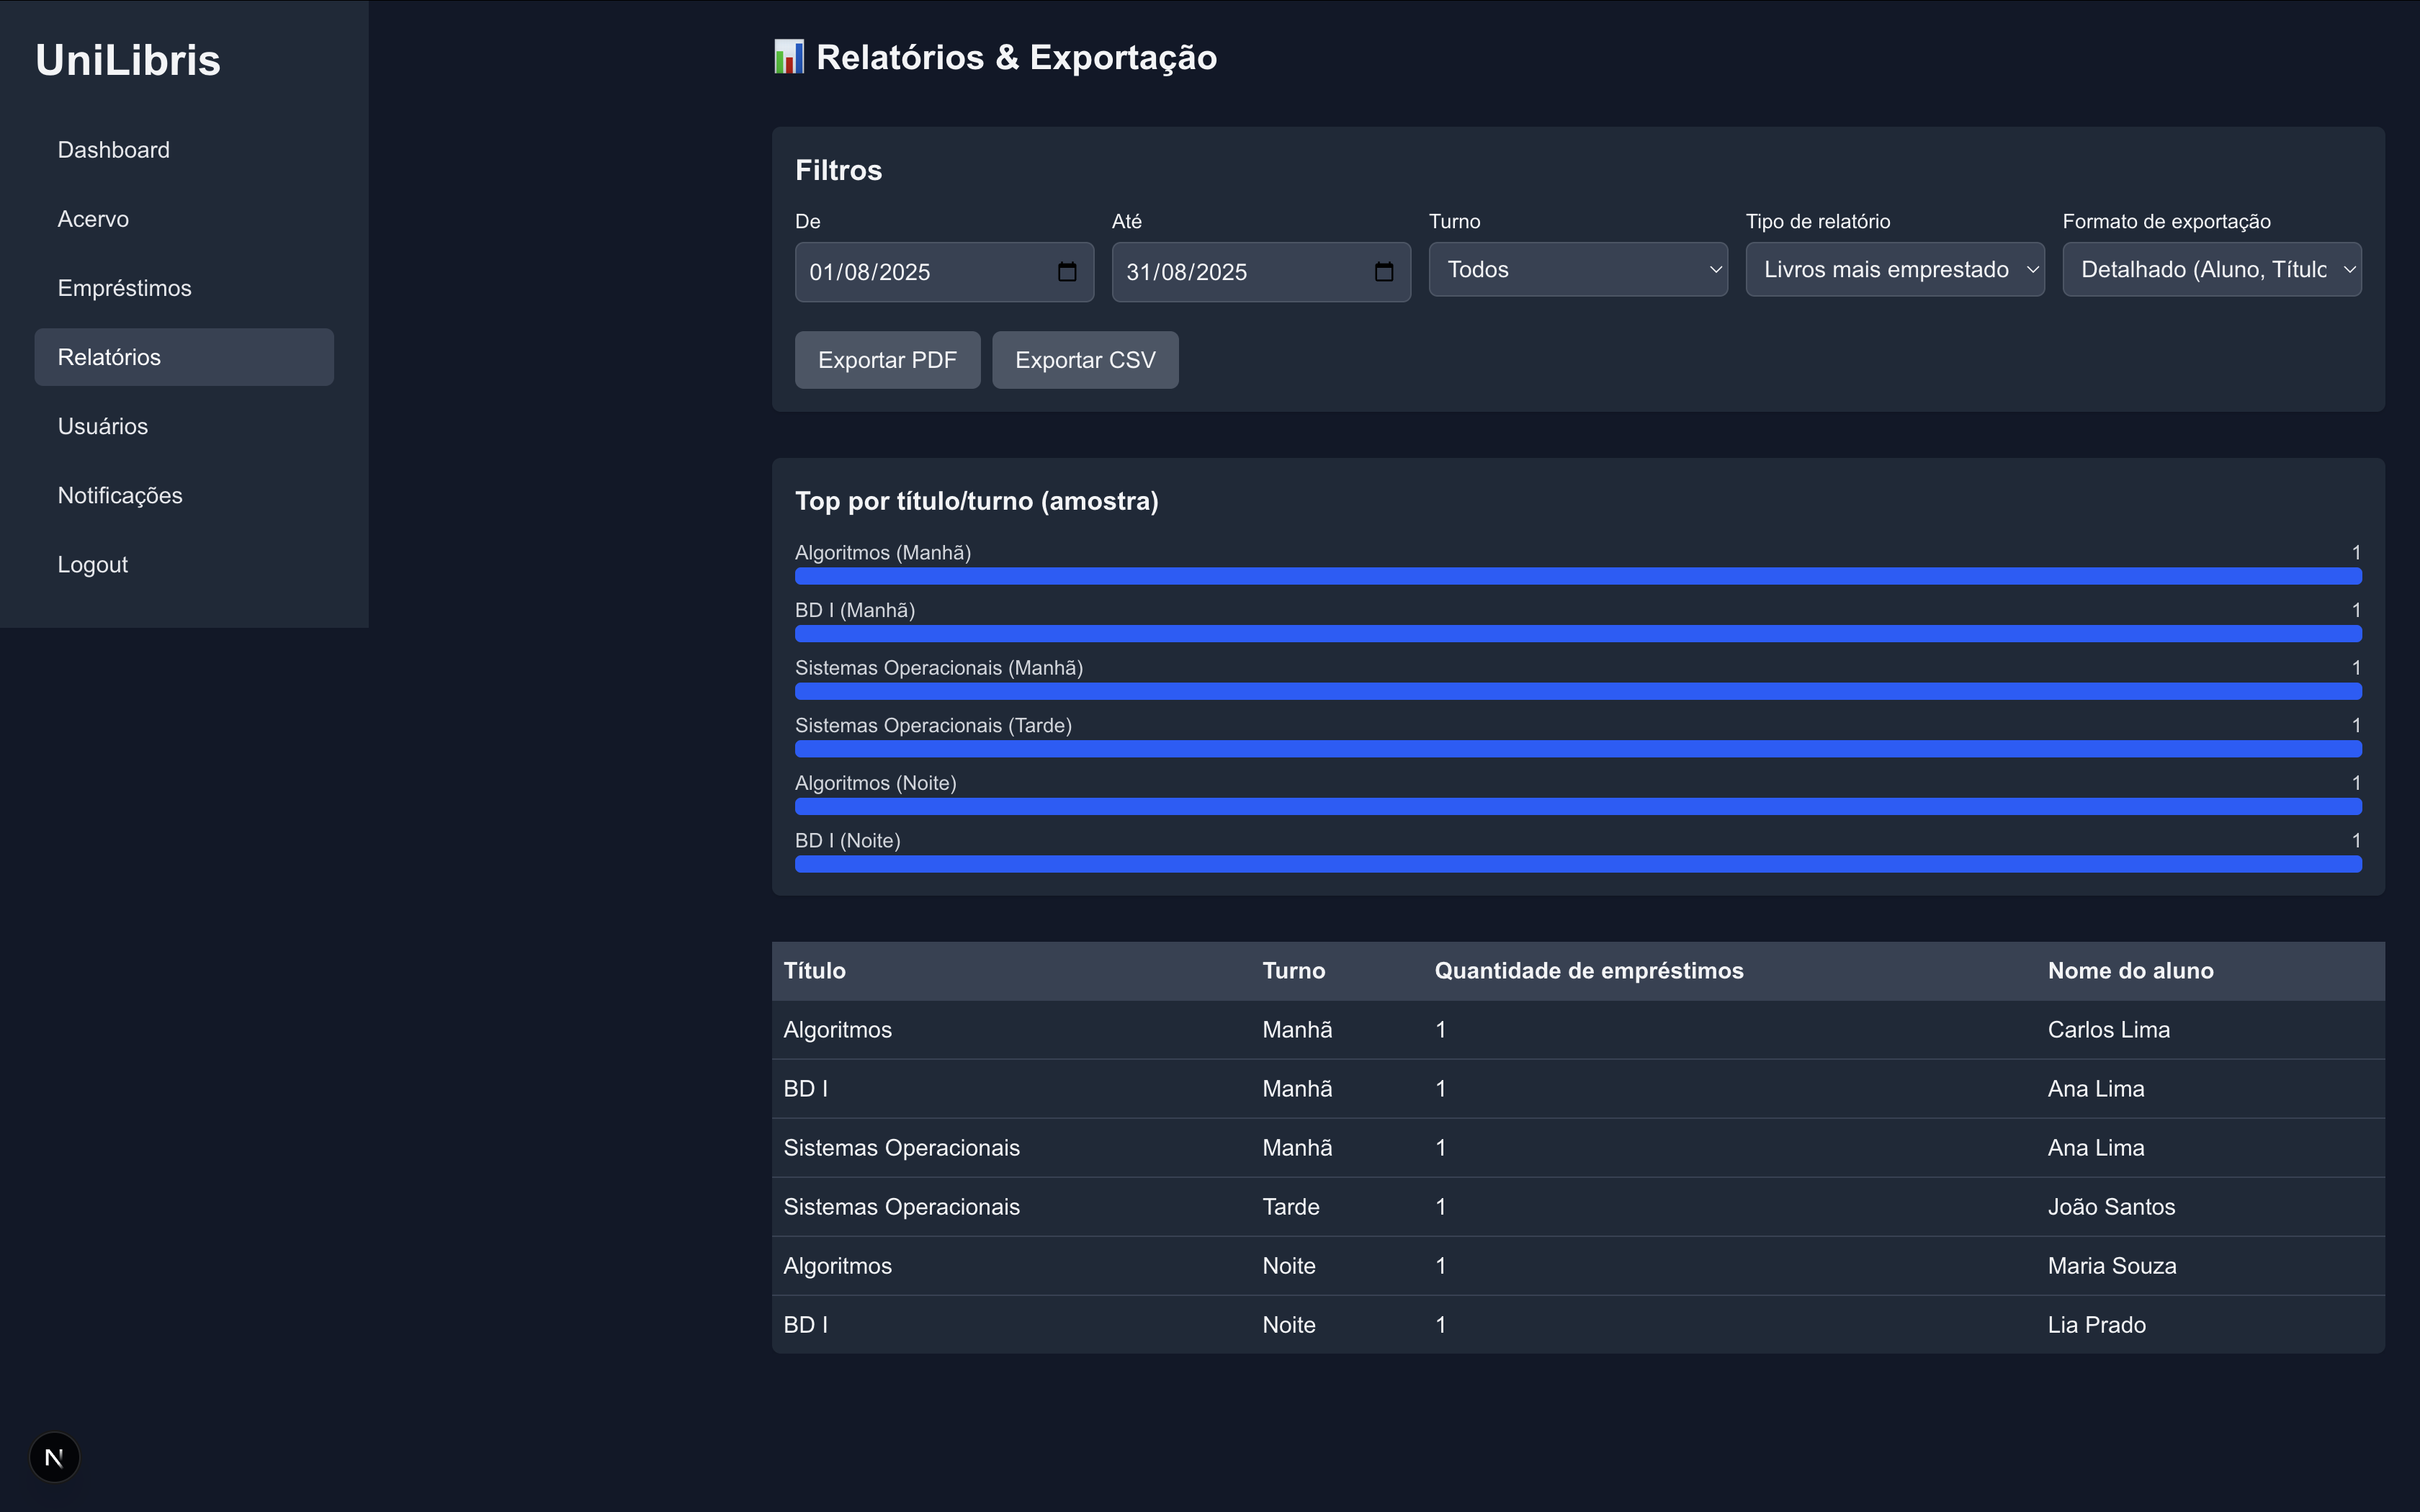 UniLibris
Dashboard
Acervo
Empréstimos
Relatórios
Usuários
Notificações
Logout
Relatórios & Exportação
Filtros
De Até Turno Tipo de relatório Formato de exportação
01/08/2025 31/08/2025 Todos Livros mais emprestado Detalhado (Aluno, Títulc
Exportar PDF Exportar CSV
Top por título/turno (amostra)
Algoritmos (Manhã) 1
BD I (Manhã) 1
Sistemas Operacionais (Manhã) 1
Sistemas Operacionais (Tarde) 1
Algoritmos (Noite) 1
BD I (Noite) 1
Título Turno Quantidade de empréstimos Nome do aluno
Algoritmos Manhã 1 Carlos Lima
BD I Manhã 1 Ana Lima
Sistemas Operacionais Manhã 1 Ana Lima
Sistemas Operacionais Tarde 1 João Santos
Algoritmos Noite 1 Maria Souza
BD I Noite 1 Lia Prado
N